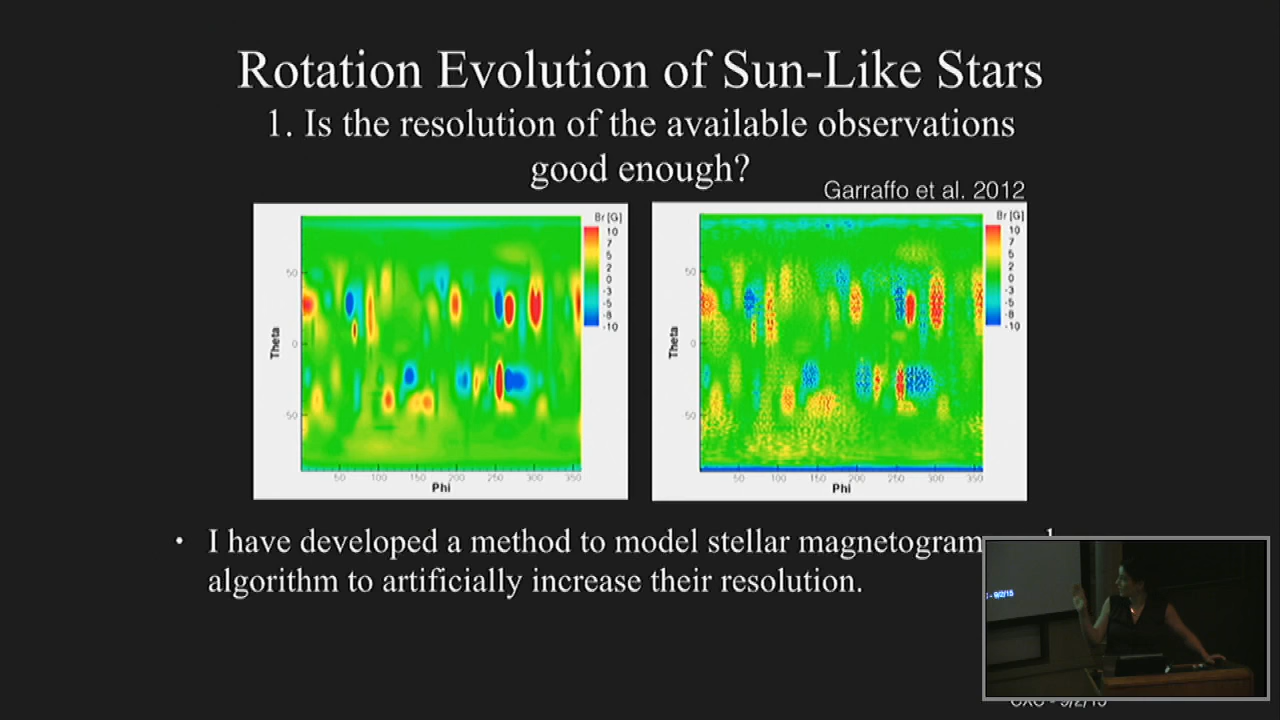 Rotation Evolution of Sun-Like Stars
1. Is the resolution of the available observations
good enough?
Garraffo et al. 2012
Br [G]
10
7
5
2
0
-3
-5
-8
-10
50
0
50
Theta
50 100 150 200 250 300 350
Phi
Br [G]
10
7
5
2
0
-3
-5
-8
-10
50
0
50
Theta
50 100 150 200 250 300 350
Phi
• I have developed a method to model stellar magnetogram
algorithm to artificially increase their resolution.
- 9/2/15